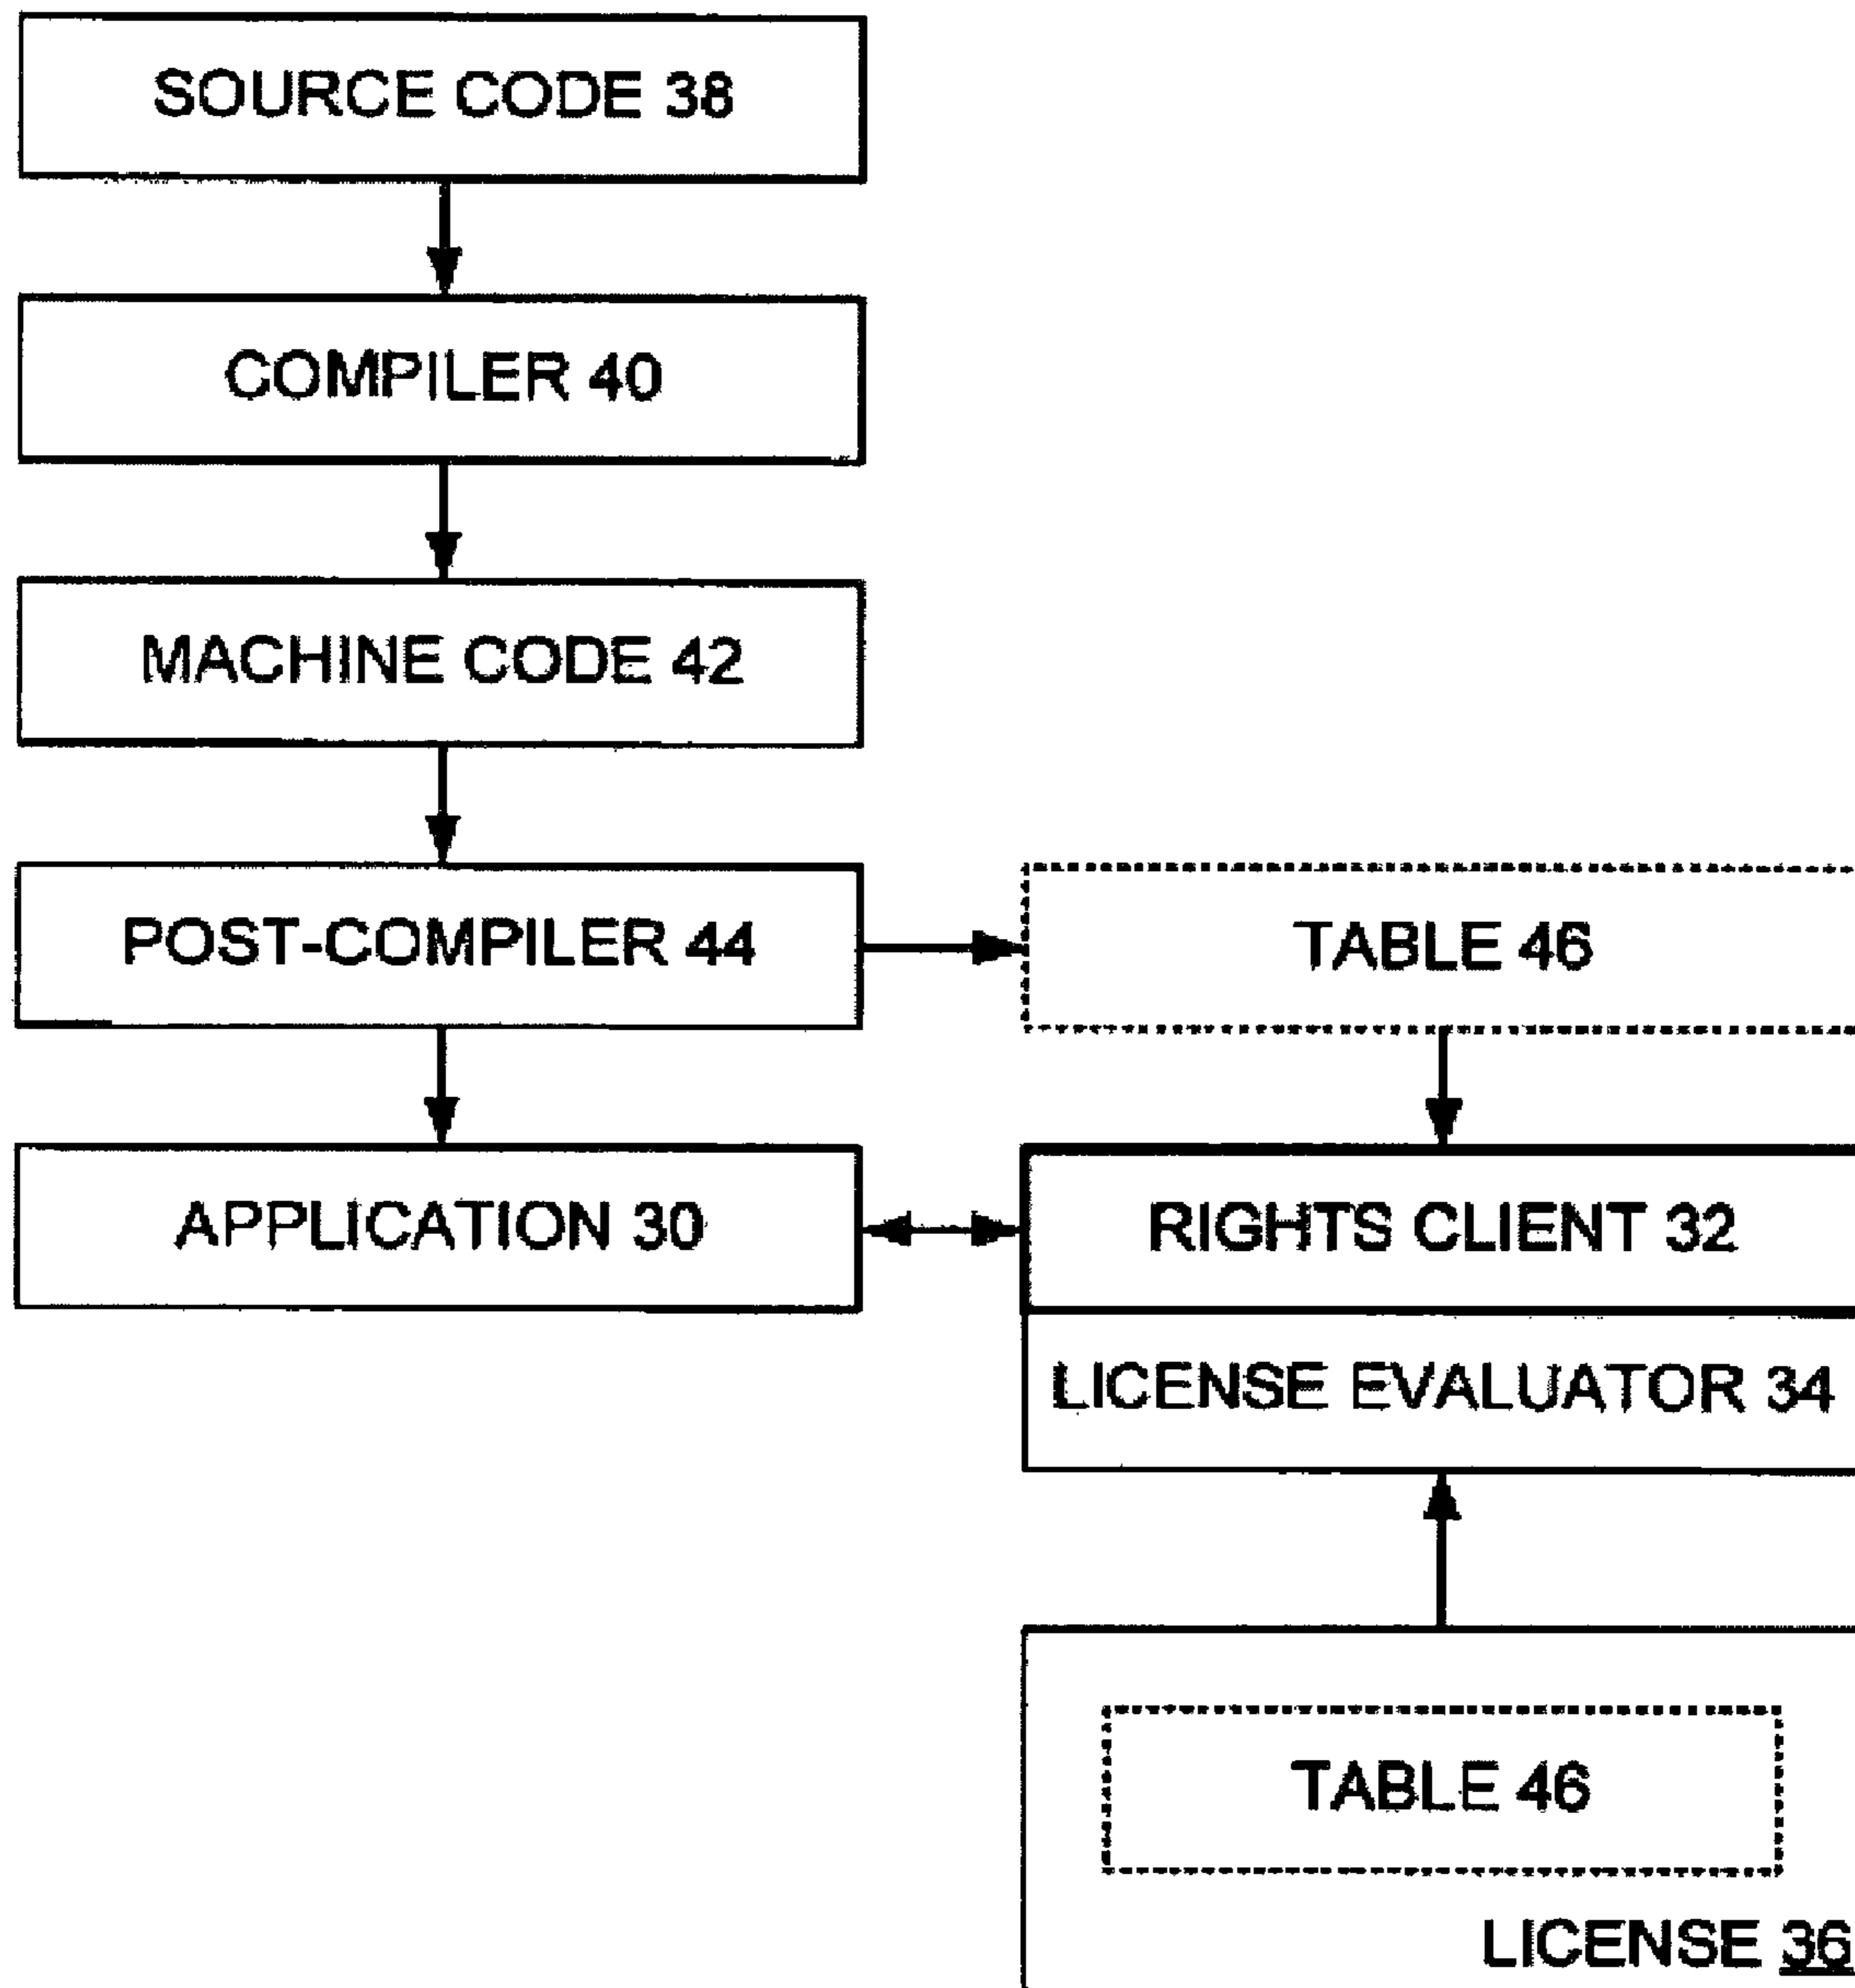 SOURCE CODE 38
COMPILER 40
MACHINE CODE 42
POST-COMPILER 44
TABLE 46
APPLICATION 30
RIGHTS CLIENT 32
LICENSE EVALUATOR 34
TABLE 46
LICENSE 36